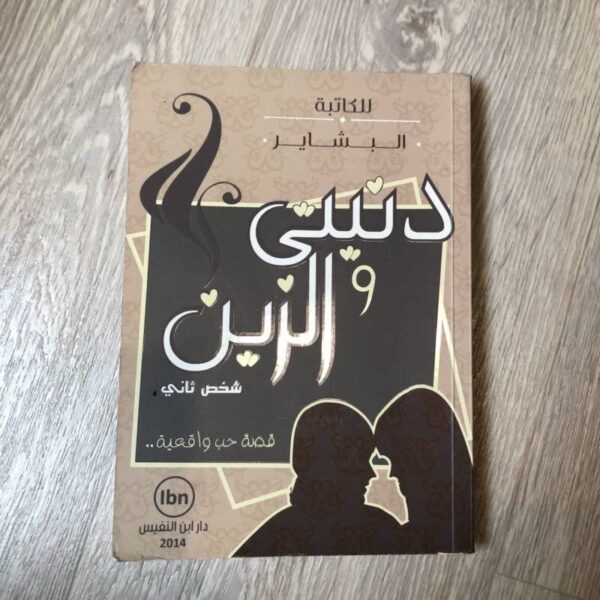 للكاتبة
البشاير
دنيتي
و
الزين
شخص ثاني
قصة حب واقعية..
Ibn
دار ابن النفيس
2014